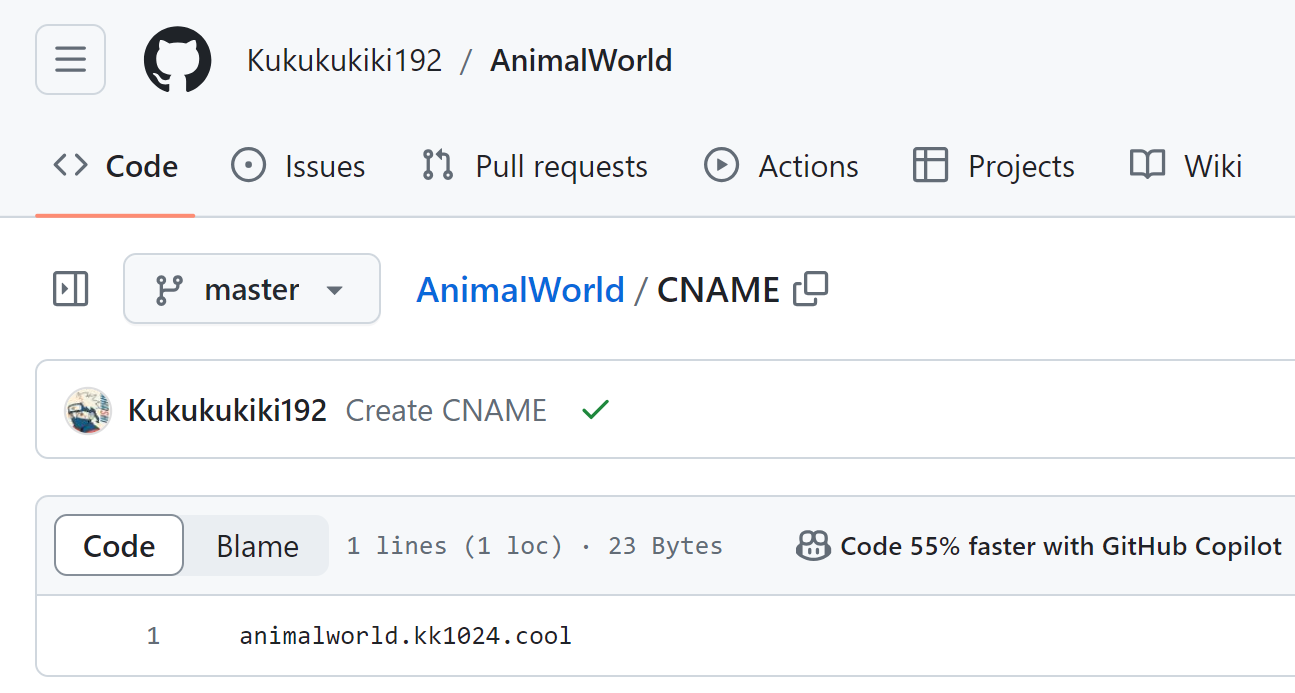 Kukukukiki192 / AnimalWorld
Code Issues Pull requests Actions Projects Wiki
master AnimalWorld / CNAME
Kukukukiki192 Create CNAME
Code Blame 1 lines (1 loc) · 23 Bytes Code 55% faster with GitHub Copilot
1 animalworld.kk1024.cool